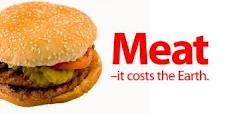 Meat
–it costs the Earth.